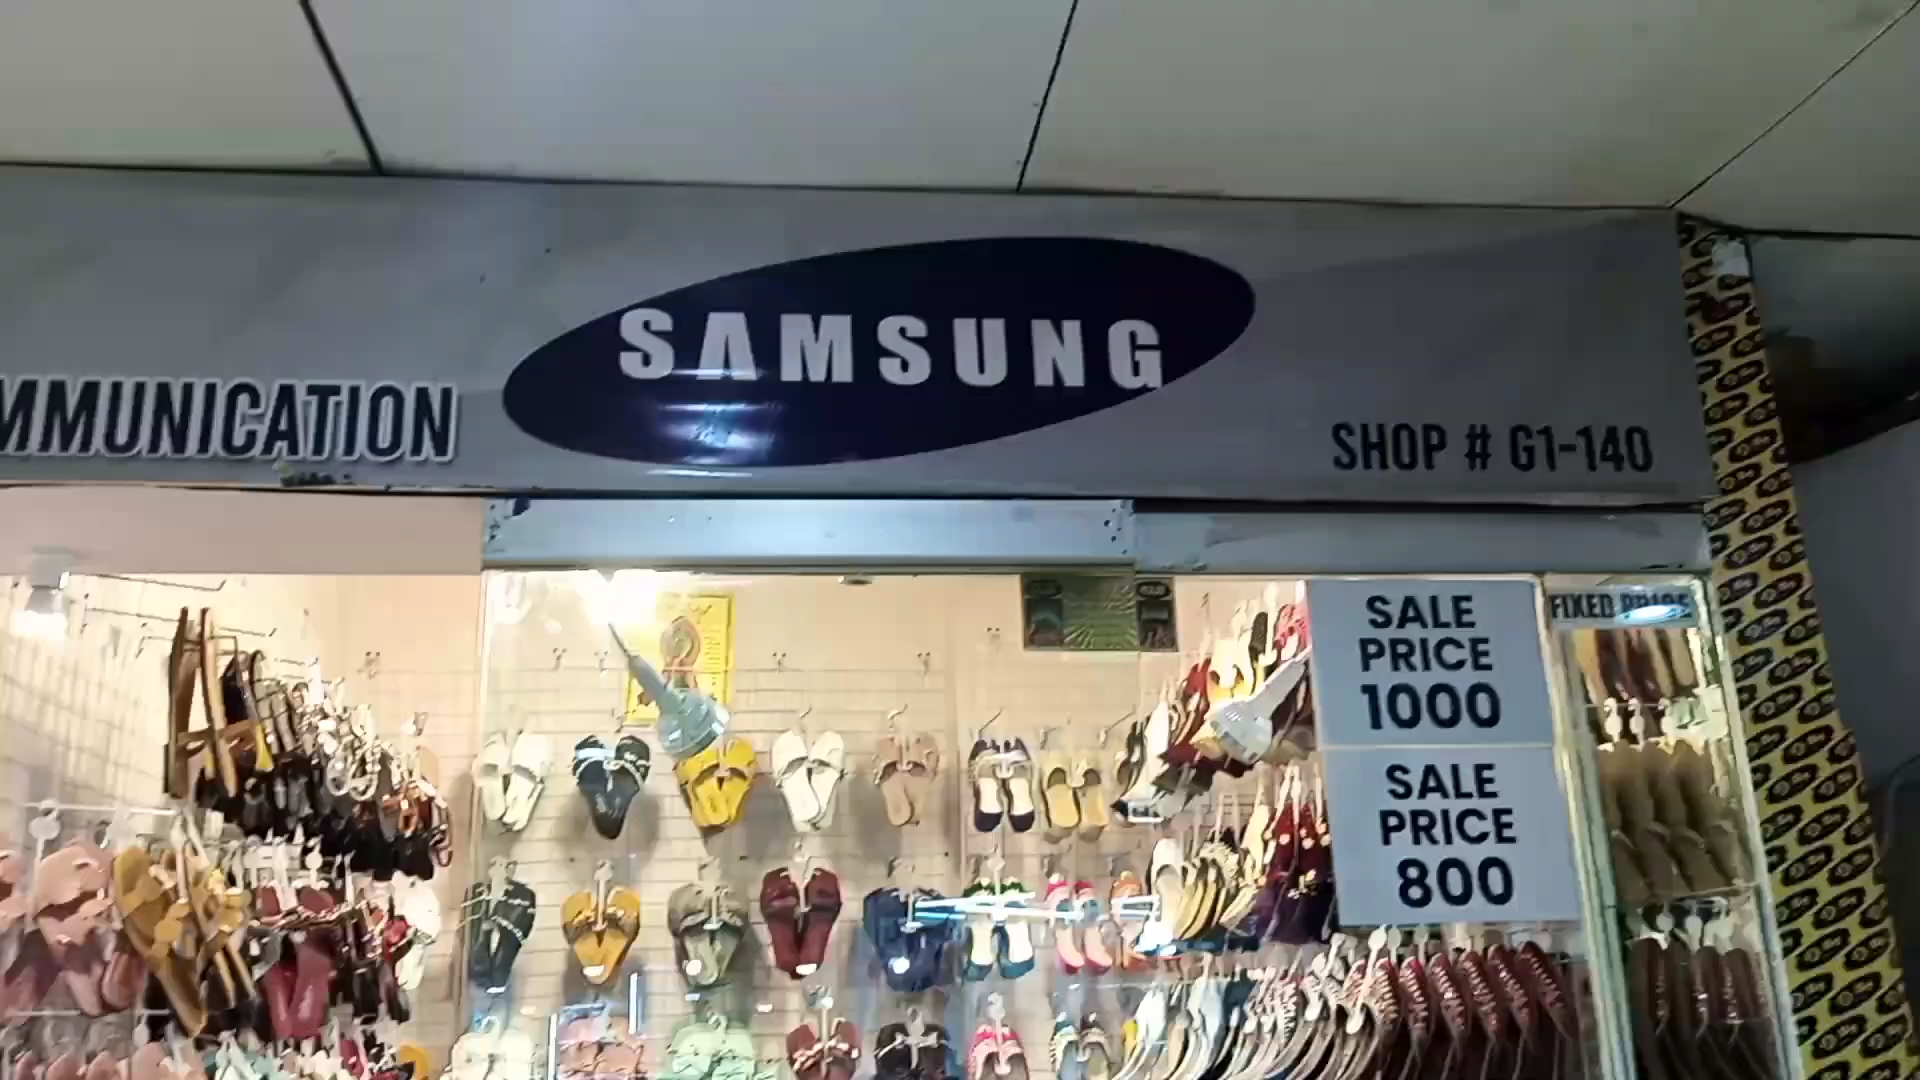 MMUNICATION
SAMSUNG
SHOP # G1-140
SALE
PRICE
1000
FIXED PRICE
SALE
PRICE
800